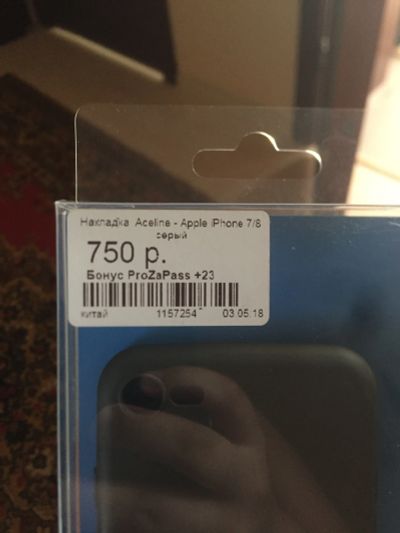 Накладка Aceline - Apple iPhone 7/8
серый
750 р.
Бонус ProZaPass +23
китай 1157254 03.05.18